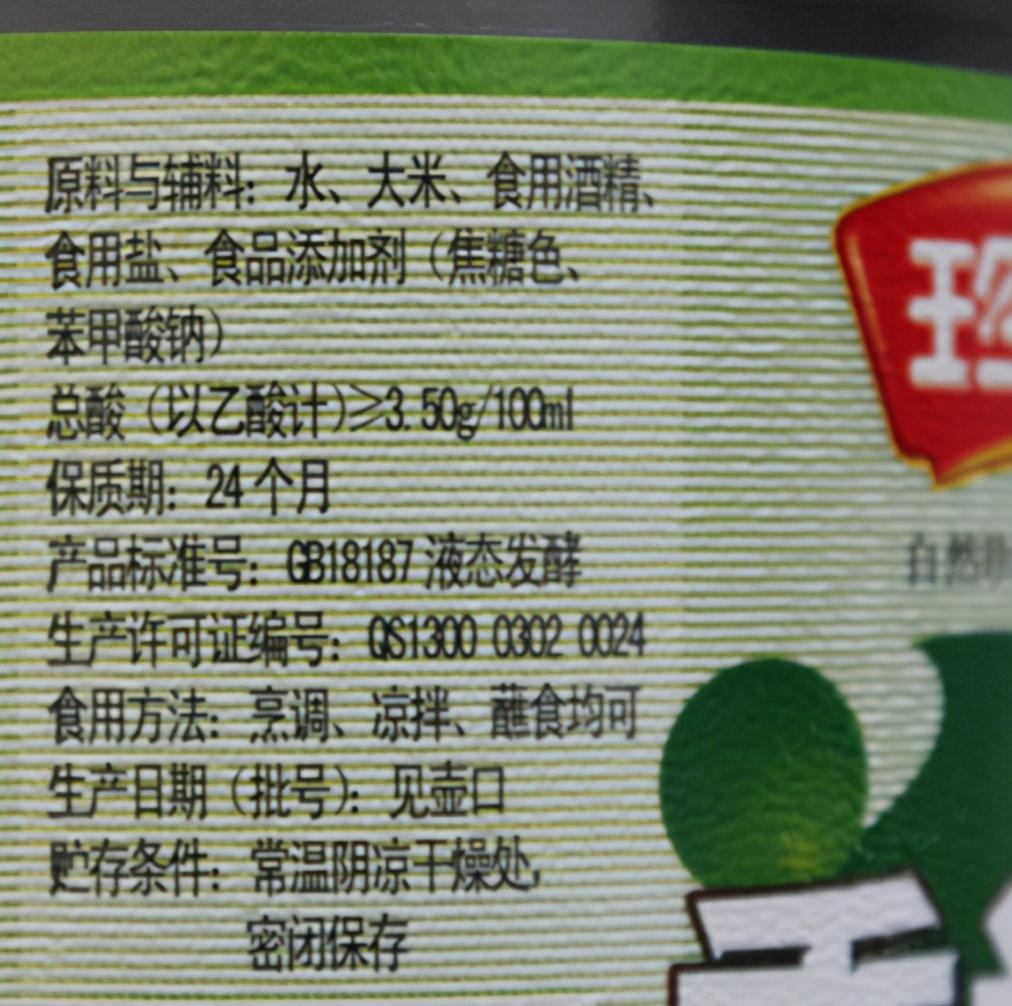 原料与辅料：水、大米、食用酒精、
食用盐、食品添加剂（焦糖色、
苯甲酸钠）
总酸（以乙酸计）≥3.50g/100ml
保质期：24个月
产品标准号：GB18187 液态发酵
生产许可证编号：QS1300 0302 0024
食用方法：烹调、凉拌、蘸食均可
生产日期（批号）：见壶口
贮存条件：常温阴凉干燥处，
密闭保存
自然